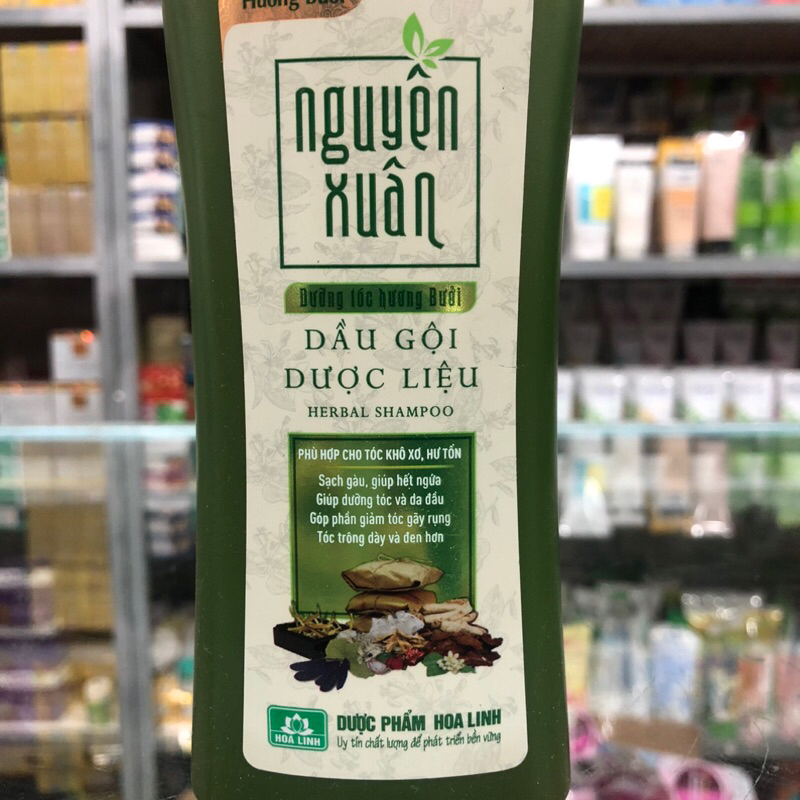 Hương Bưởi
nguyên
xuân
Dưỡng tóc hương Bưởi
DẦU GỘI
DƯỢC LIỆU
HERBAL SHAMPOO
PHÙ HỢP CHO TÓC KHÔ XƠ, HƯ TỔN
Sạch gàu, giúp hết ngứa
Giúp dưỡng tóc và da đầu
Góp phần giảm tóc gãy rụng
Tóc trông dày và đen hơn
HOA LINH
DƯỢC PHẨM HOA LINH
Uy tín chất lượng để phát triển bền vững